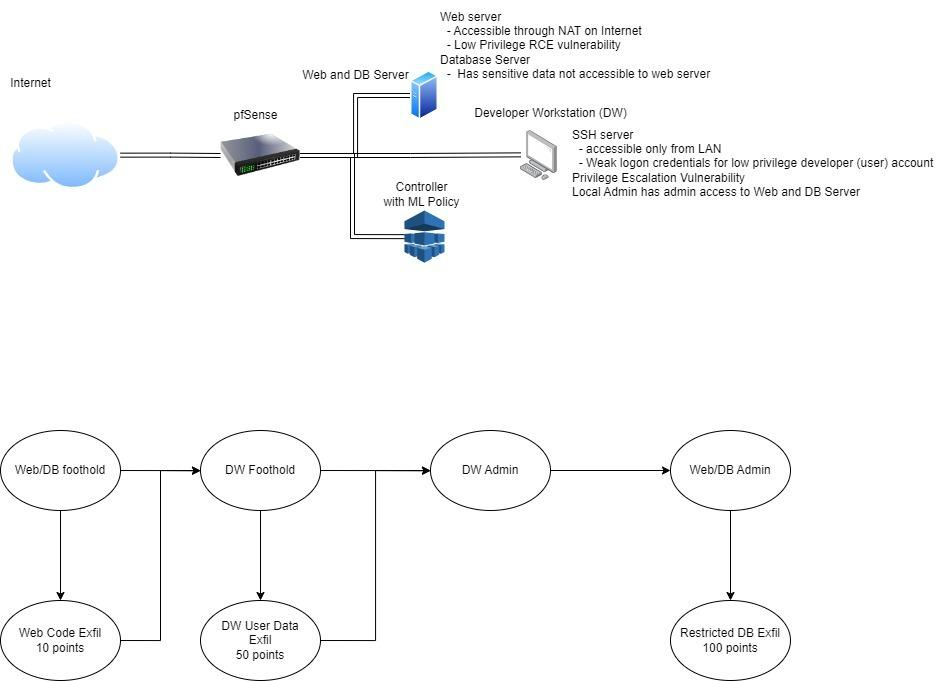 Web server
- Accessible through NAT on Internet
- Low Privilege RCE vulnerability
Database Server
- Has sensitive data not accessible to web server
Web and DB Server
Internet
pfSense
Developer Workstation (DW)
SSH server
- accessible only from LAN
- Weak logon credentials for low privilege developer (user) account
Privilege Escalation Vulnerability
Local Admin has admin access to Web and DB Server
Controller
with ML Policy
Web/DB foothold
DW Foothold
DW Admin
Web/DB Admin
Web Code Exfil
10 points
DW User Data
Exfil
50 points
Restricted DB Exfil
100 points